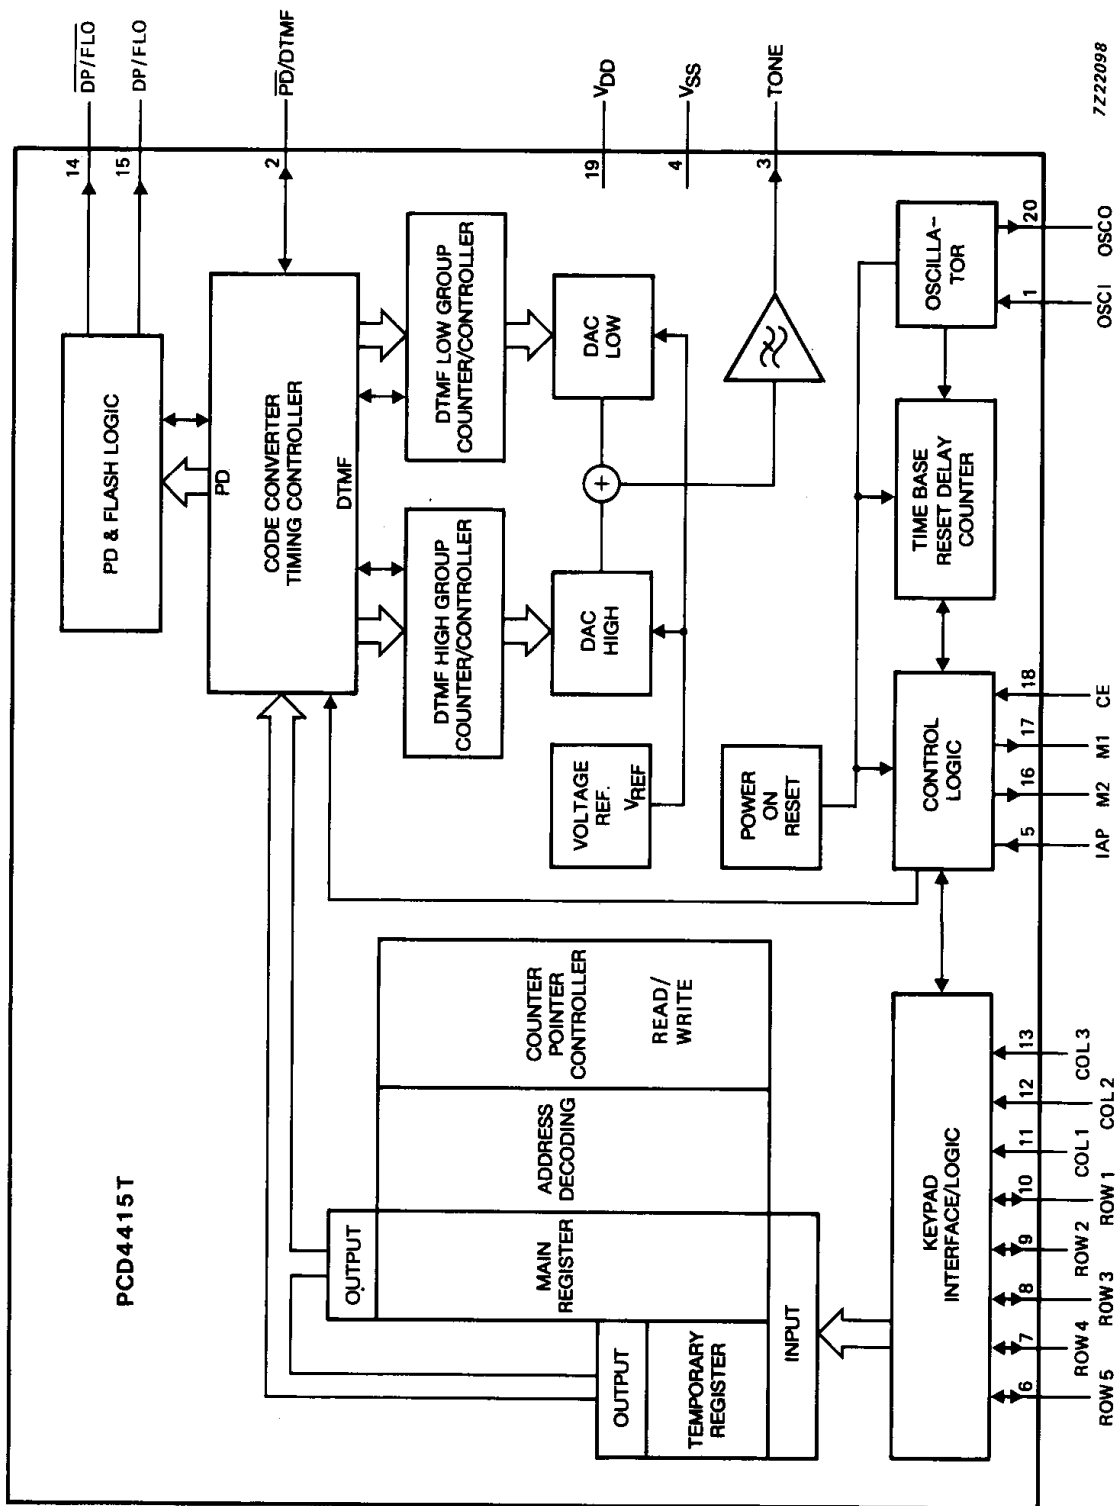 PCD4415T
OUTPUT
OUTPUT
TEMPORARY
REGISTER
MAIN
REGISTER
INPUT
ADDRESS
DECODING
COUNTER
POINTER
CONTROLLER
READ/
WRITE
KEYPAD
INTERFACE/LOGIC
6
7
8
9
10
11
12
13
ROW 5
ROW 4
ROW 3
ROW 2
ROW 1
COL 1
COL 2
COL 3
PD & FLASH LOGIC
PD
CODE CONVERTER
TIMING CONTROLLER
DTMF
DTMF HIGH GROUP
COUNTER/CONTROLLER
DTMF LOW GROUP
COUNTER/CONTROLLER
DAC
HIGH
DAC
LOW
+
VOLTAGE
REF.
VREF
POWER
ON
RESET
CONTROL
LOGIC
TIME BASE
RESET DELAY
COUNTER
OSCILLA-
TOR
5
16
17
18
1
20
IAP
M2
M1
CE
OSCI
OSCO
14
D̅P̅/F̅L̅O̅
15
DP/FLO
2
P̅D̅/DTMF
19
VDD
4
VSS
3
TONE
7Z22098